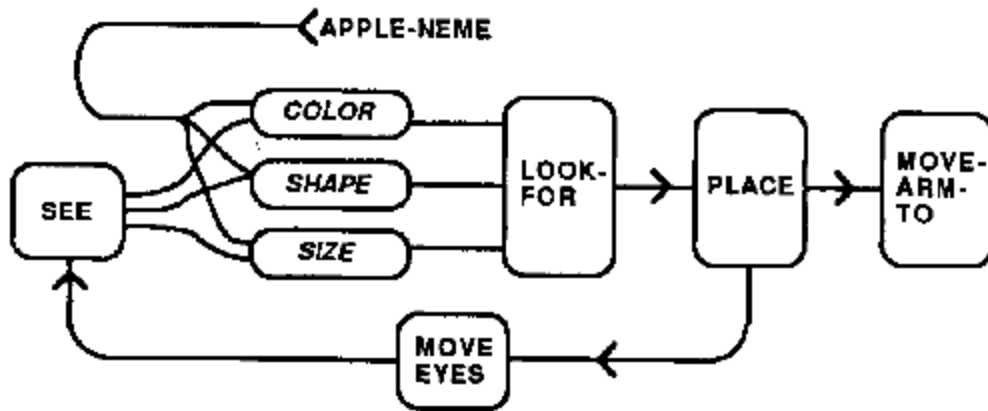 APPLE-NEME
COLOR
SHAPE
SIZE
SEE
LOOK-
FOR
PLACE
MOVE-
ARM-
TO
MOVE
EYES